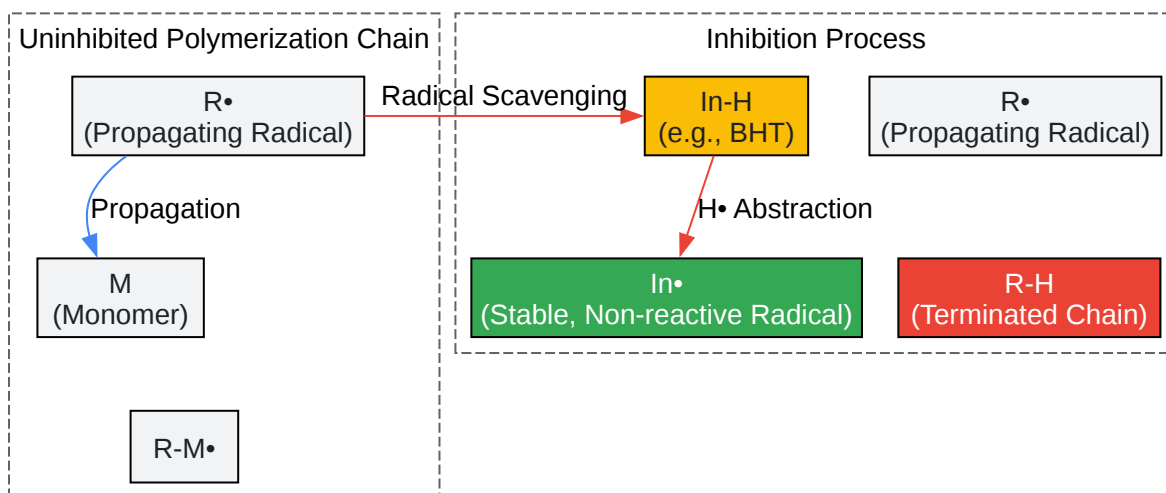 Uninhibited Polymerization Chain
Inhibition Process
R•
(Propagating Radical)
Radical Scavenging
In-H
(e.g., BHT)
R•
(Propagating Radical)
Propagation
H• Abstraction
M
(Monomer)
In•
(Stable, Non-reactive Radical)
R-H
(Terminated Chain)
R-M•